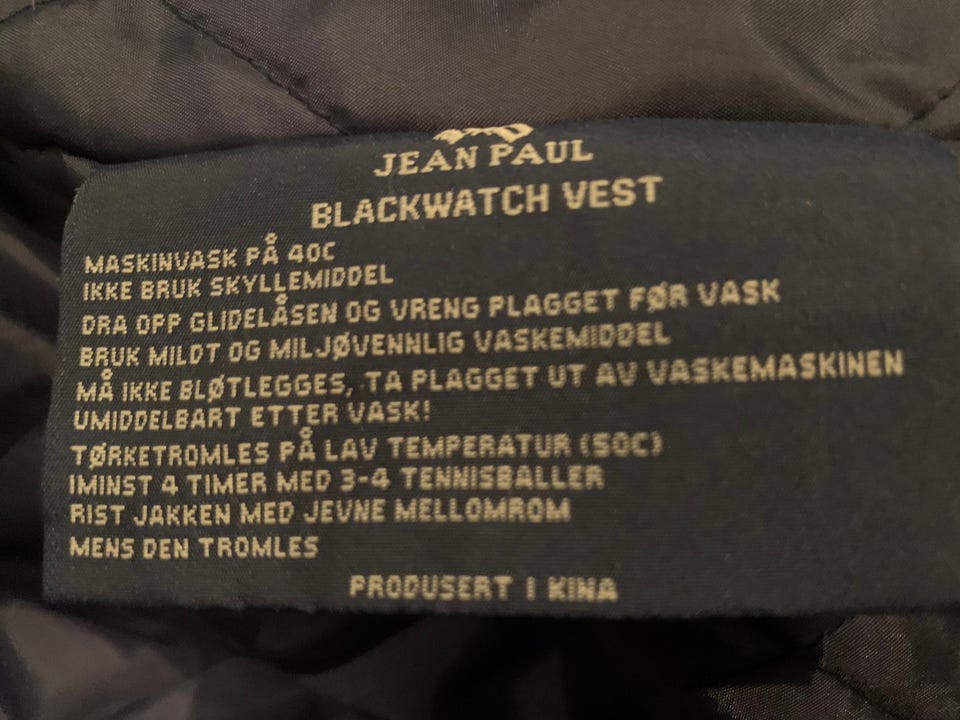 JEAN PAUL
BLACKWATCH VEST
MASKINVASK PÅ 40C
IKKE BRUK SKYLLEMIDDEL
DRA OPP GLIDELÅSEN OG VRENG PLAGGET FØR VASK
BRUK MILDT OG MILJØVENNLIG VASKEMIDDEL
MÅ IKKE BLØTLEGGES, TA PLAGGET UT AV VASKEMASKINEN
UMIDDELBART ETTER VASK!
TØRKETROMLES PÅ LAV TEMPERATUR (50C)
IMINST 4 TIMER MED 3-4 TENNISBALLER
RIST JAKKEN MED JEVNE MELLOMROM
MENS DEN TROMLES
PRODUSERT I KINA